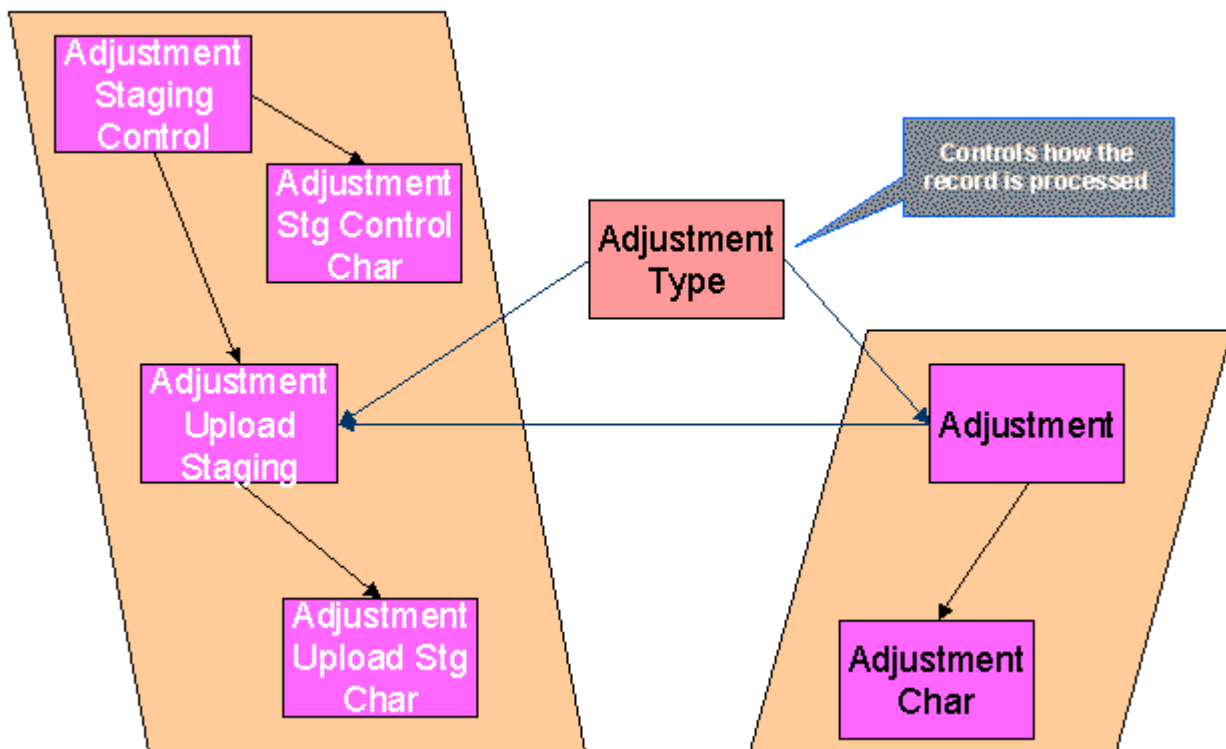 Adjustment
Staging
Control
Adjustment
Stg Control
Char
Controls how the
record is processed
Adjustment
Type
Adjustment
Upload
Staging
Adjustment
Adjustment
Upload Stg
Char
Adjustment
Char